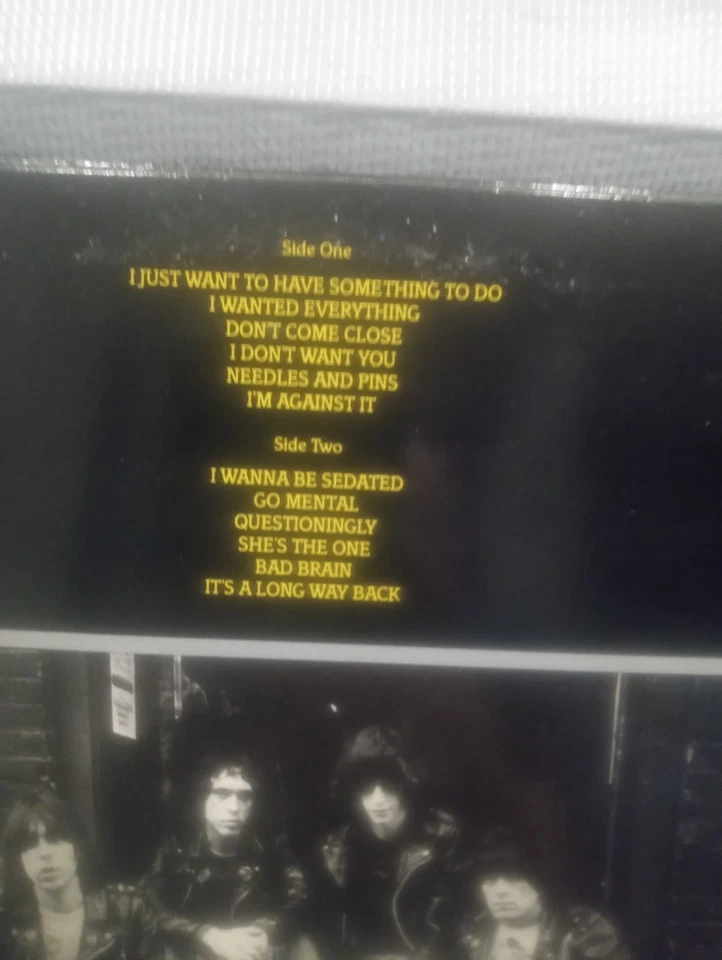 Side One
I JUST WANT TO HAVE SOMETHING TO DO
I WANTED EVERYTHING
DON'T COME CLOSE
I DON'T WANT YOU
NEEDLES AND PINS
I'M AGAINST IT
Side Two
I WANNA BE SEDATED
GO MENTAL
QUESTIONINGLY
SHE'S THE ONE
BAD BRAIN
IT'S A LONG WAY BACK